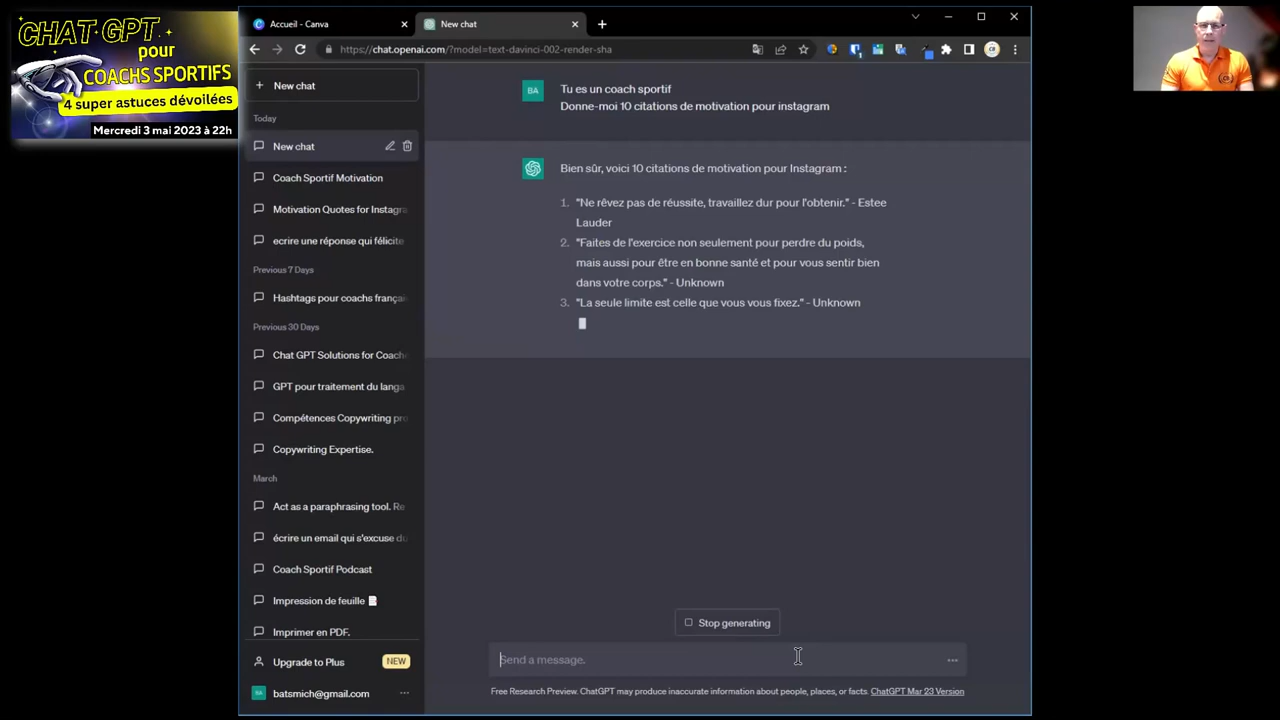 CHAT GPT
pour
COACHS SPORTIFS
4 super astuces dévoilées
Mercredi 3 mai 2023 à 22h
Accueil - Canva
New chat
https://chat.openai.com/?model=text-davinci-002-render-sha
New chat
Today
New chat
Coach Sportif Motivation
Motivation Quotes for Instagra
ecrire une réponse qui félicite
Previous 7 Days
Hashtags pour coachs françai
Previous 30 Days
Chat GPT Solutions for Coach
GPT pour traitement du langa
Compétences Copywriting pro
Copywriting Expertise.
March
Act as a paraphrasing tool. Re
écrire un email qui s'excuse du
Coach Sportif Podcast
Impression de feuille
Imprimer en PDF.
Upgrade to Plus
NEW
BA
batsmich@gmail.com
BA
Tu es un coach sportif
Donne-moi 10 citations de motivation pour instagram
Bien sûr, voici 10 citations de motivation pour Instagram :
1. "Ne rêvez pas de réussite, travaillez dur pour l'obtenir." - Estee
Lauder
2. "Faites de l'exercice non seulement pour perdre du poids,
mais aussi pour être en bonne santé et pour vous sentir bien
dans votre corps." - Unknown
3. "La seule limite est celle que vous vous fixez." - Unknown
Stop generating
Send a message.
Free Research Preview. ChatGPT may produce inaccurate information about people, places, or facts. ChatGPT Mar 23 Version